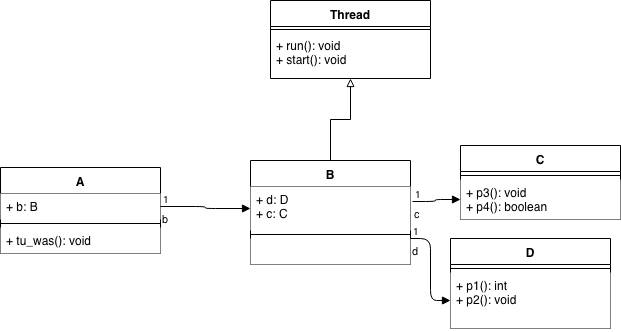 Thread
+ run(): void
+ start(): void
A
+ b: B
+ tu_was(): void
1
b
B
+ d: D
+ c: C
1
c
1
d
C
+ p3(): void
+ p4(): boolean
D
+ p1(): int
+ p2(): void